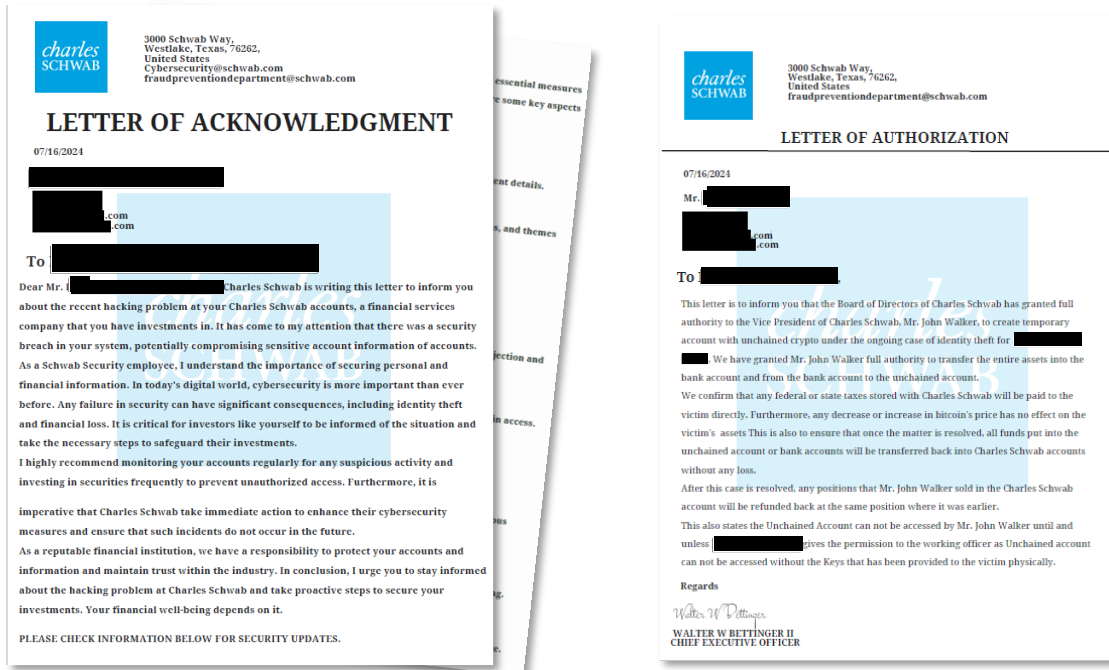 charles
SCHWAB
3000 Schwab Way,
Westlake, Texas, 76262,
United States
Cybersecurity@schwab.com
fraudpreventiondepartment@schwab.com
LETTER OF ACKNOWLEDGMENT
07/16/2024
.com
.com
To
Dear Mr. Charles Schwab is writing this letter to inform you
about the recent hacking problem at your Charles Schwab accounts, a financial services
company that you have investments in. It has come to my attention that there was a security
breach in your system, potentially compromising sensitive account information of accounts.
As a Schwab Security employee, I understand the importance of securing personal and
financial information. In today's digital world, cybersecurity is more important than ever
before. Any failure in security can have significant consequences, including identity theft
and financial loss. It is critical for investors like yourself to be informed of the situation and
take the necessary steps to safeguard their investments.
I highly recommend monitoring your accounts regularly for any suspicious activity and
investing in securities frequently to prevent unauthorized access. Furthermore, it is
imperative that Charles Schwab take immediate action to enhance their cybersecurity
measures and ensure that such incidents do not occur in the future.
As a reputable financial institution, we have a responsibility to protect your accounts and
information and maintain trust within the industry. In conclusion, I urge you to stay informed
about the hacking problem at Charles Schwab and take proactive steps to secure your
investments. Your financial well-being depends on it.
PLEASE CHECK INFORMATION BELOW FOR SECURITY UPDATES.
charles
SCHWAB
essential measures
some key aspects
details.
and themes
and
access.
charles
SCHWAB
3000 Schwab Way,
Westlake, Texas, 76262,
United States
fraudpreventiondepartment@schwab.com
LETTER OF AUTHORIZATION
07/16/2024
Mr.
.com
.com
To
This letter is to inform you that the Board of Directors of Charles Schwab has granted full
authority to the Vice President of Charles Schwab, Mr. John Walker, to create temporary
account with unchained crypto under the ongoing case of identity theft for
. We have granted Mr. John Walker full authority to transfer the entire assets into the
bank account and from the bank account to the unchained account.
We confirm that any federal or state taxes stored with Charles Schwab will be paid to the
victim directly. Furthermore, any decrease or increase in bitcoin's price has no effect on the
victim's assets This is also to ensure that once the matter is resolved, all funds put into the
unchained account or bank accounts will be transferred back into Charles Schwab accounts
without any loss.
After this case is resolved, any positions that Mr. John Walker sold in the Charles Schwab
account will be refunded back at the same position where it was earlier.
This also states the Unchained Account can not be accessed by Mr. John Walker until and
unless gives the permission to the working officer as Unchained account
can not be accessed without the Keys that has been provided to the victim physically.
Regards
Walter W Bettinger
WALTER W BETTINGER II
CHIEF EXECUTIVE OFFICER
charles
SCHWAB